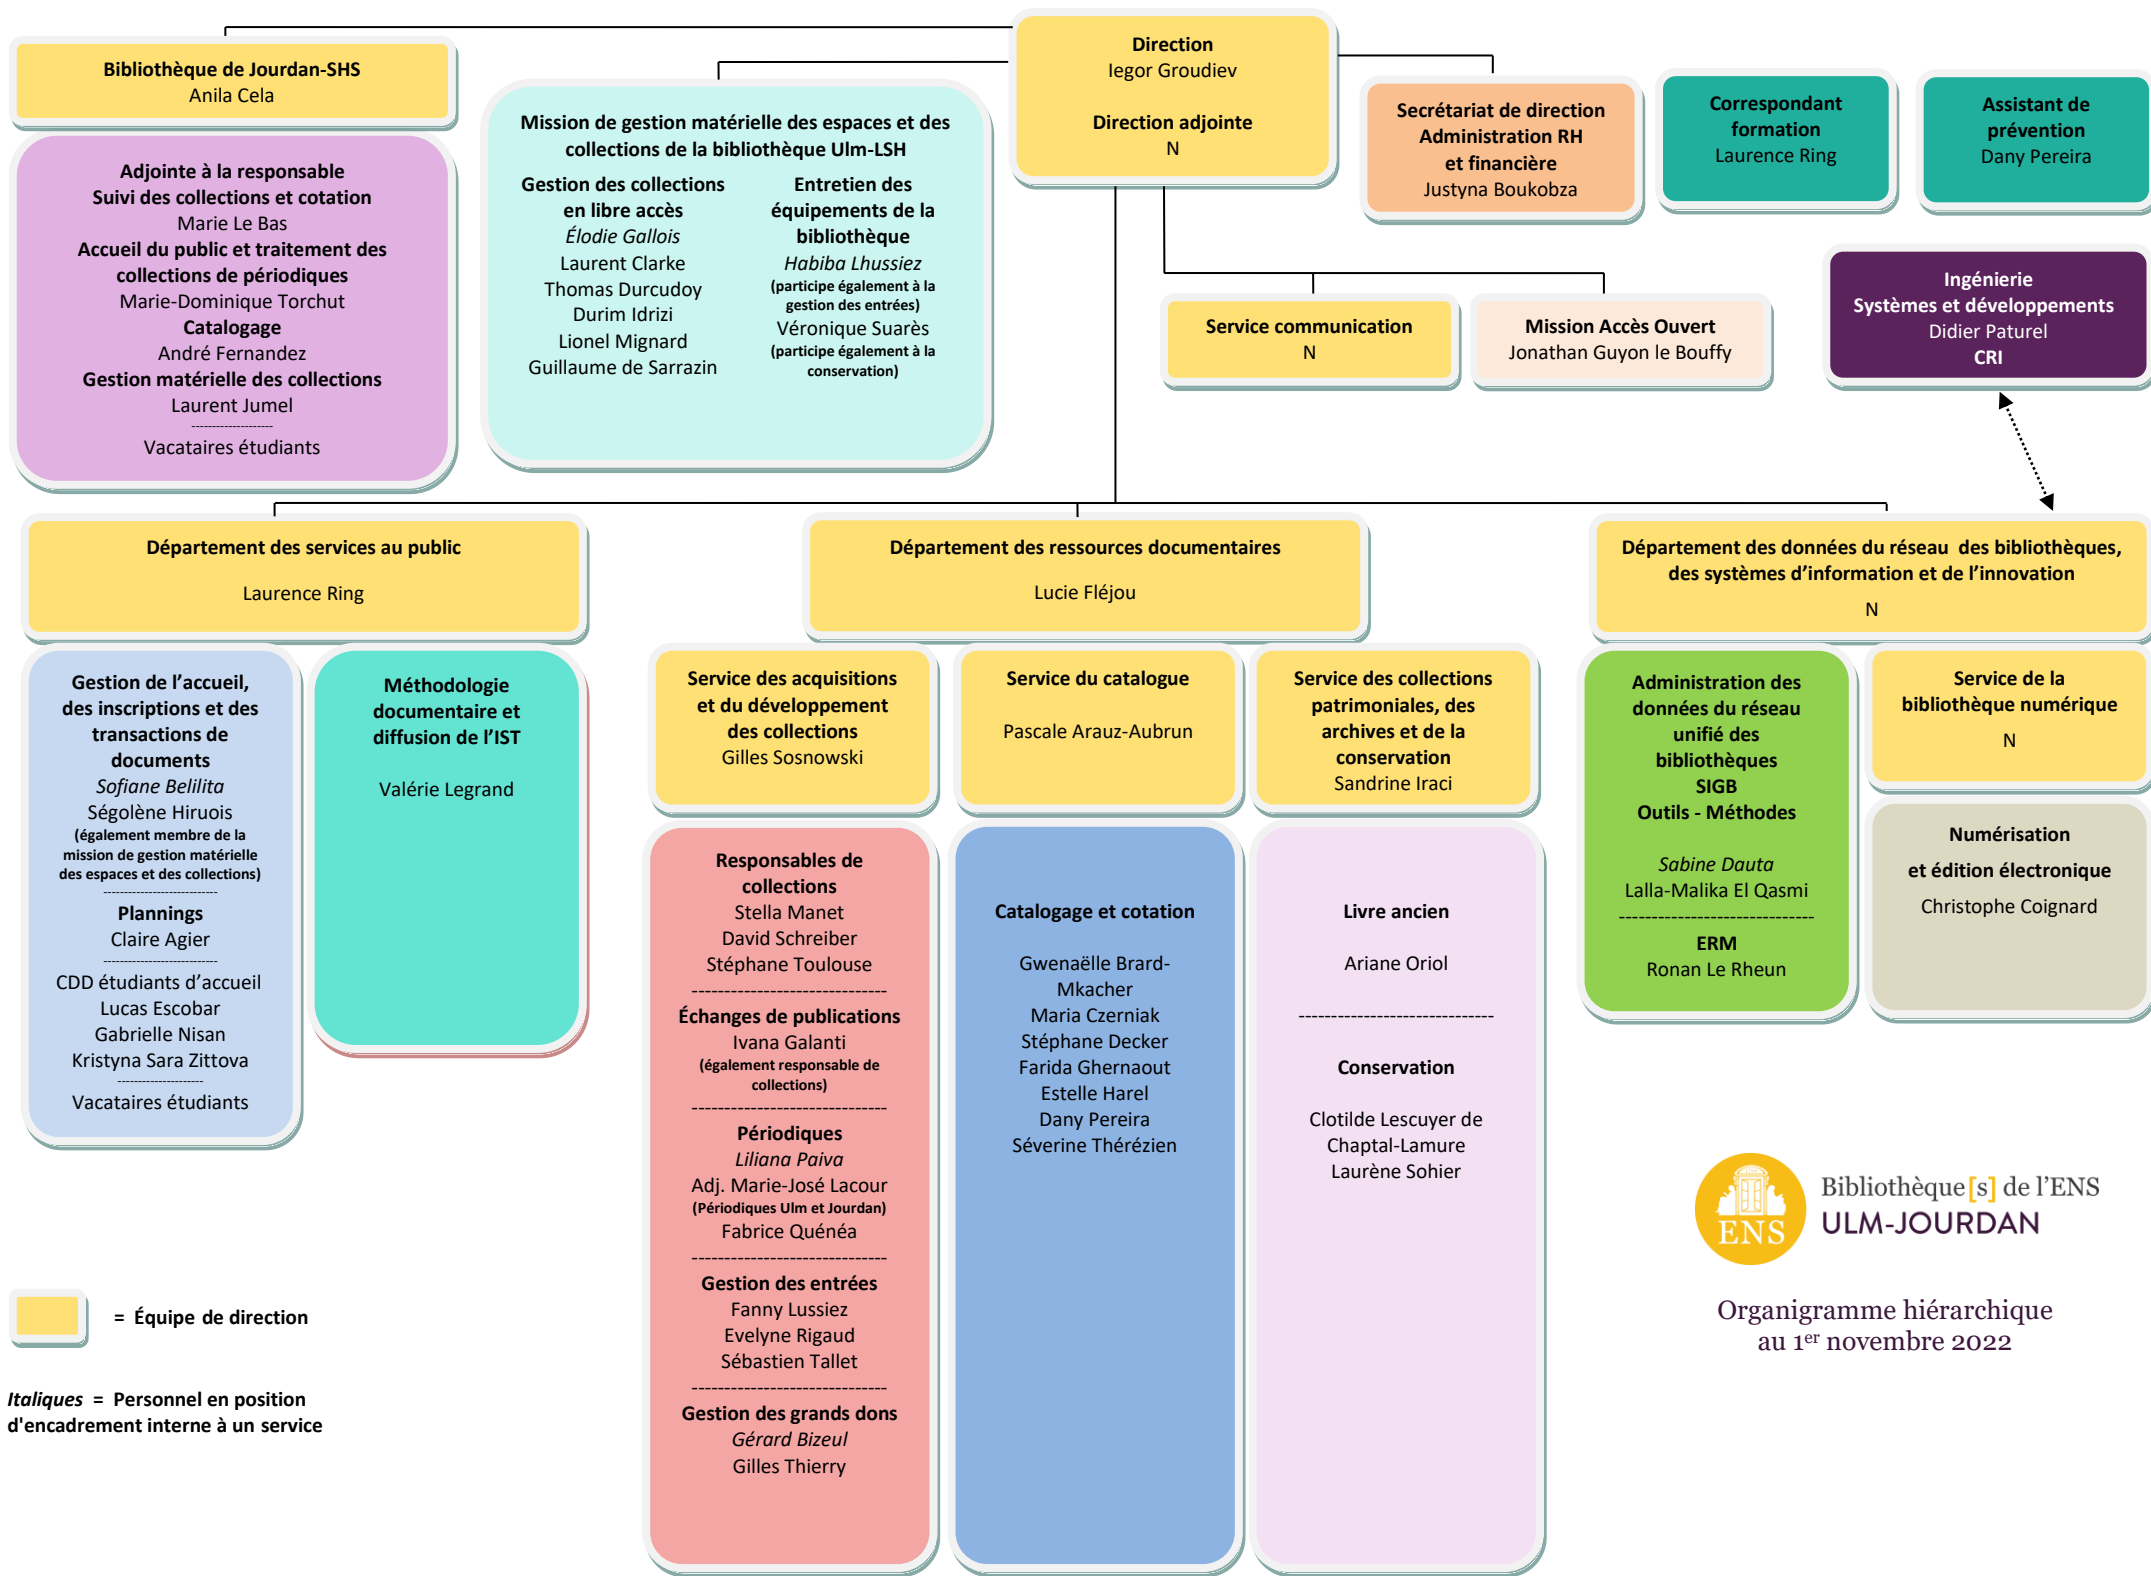 Direction
Iegor Groudiev
Direction adjointe
N
Bibliothèque de Jourdan-SHS
Anila Cela
Adjointe à la responsable
Suivi des collections et cotation
Marie Le Bas
Accueil du public et traitement des
collections de périodiques
Marie-Dominique Torchut
Catalogage
André Fernandez
Gestion matérielle des collections
Laurent Jumel
--------------------
Vacataires étudiants
Mission de gestion matérielle des espaces et des
collections de la bibliothèque Ulm-LSH
Gestion des collections
en libre accès
Élodie Gallois
Laurent Clarke
Thomas Durcudoy
Durim Idrizi
Lionel Mignard
Guillaume de Sarrazin
Entretien des
équipements de la
bibliothèque
Habiba Lhussiez
(participe également à la
gestion des entrées)
Véronique Suarès
(participe également à la
conservation)
Secrétariat de direction
Administration RH
et financière
Justyna Boukobza
Correspondant
formation
Laurence Ring
Assistant de
prévention
Dany Pereira
Service communication
N
Mission Accès Ouvert
Jonathan Guyon le Bouffy
Ingénierie
Systèmes et développements
Didier Paturel
CRI
Département des services au public
Laurence Ring
Gestion de l’accueil,
des inscriptions et des
transactions de
documents
Sofiane Belilita
Ségolène Hiruois
(également membre de la
mission de gestion matérielle
des espaces et des collections)
----------------------------
Plannings
Claire Agier
----------------------------
CDD étudiants d’accueil
Lucas Escobar
Gabrielle Nisan
Kristyna Sara Zittova
---------------------
Vacataires étudiants
Méthodologie
documentaire et
diffusion de l’IST
Valérie Legrand
Département des ressources documentaires
Lucie Fléjou
Service des acquisitions
et du développement
des collections
Gilles Sosnowski
Responsables de
collections
Stella Manet
David Schreiber
Stéphane Toulouse
------------------------------
Échanges de publications
Ivana Galanti
(également responsable de
collections)
------------------------------
Périodiques
Liliana Paiva
Adj. Marie-José Lacour
(Périodiques Ulm et Jourdan)
Fabrice Quénéa
------------------------------
Gestion des entrées
Fanny Lussiez
Evelyne Rigaud
Sébastien Tallet
------------------------------
Gestion des grands dons
Gérard Bizeul
Gilles Thierry
Service du catalogue
Pascale Arauz-Aubrun
Catalogage et cotation
Gwenaëlle Brard-
Mkacher
Maria Czerniak
Stéphane Decker
Farida Ghernaout
Estelle Harel
Dany Pereira
Séverine Thérézien
Service des collections
patrimoniales, des
archives et de la
conservation
Sandrine Iraci
Livre ancien
Ariane Oriol
------------------------------
Conservation
Clotilde Lescuyer de
Chaptal-Lamure
Laurène Sohier
Département des données du réseau des bibliothèques,
des systèmes d’information et de l’innovation
N
Administration des
données du réseau
unifié des
bibliothèques
SIGB
Outils - Méthodes
Sabine Dauta
Lalla-Malika El Qasmi
------------------------------
ERM
Ronan Le Rheun
Service de la
bibliothèque numérique
N
Numérisation
et édition électronique
Christophe Coignard
= Équipe de direction
Italiques = Personnel en position
d'encadrement interne à un service
ENS
Bibliothèque[s] de l’ENS
ULM-JOURDAN
Organigramme hiérarchique
au 1er novembre 2022